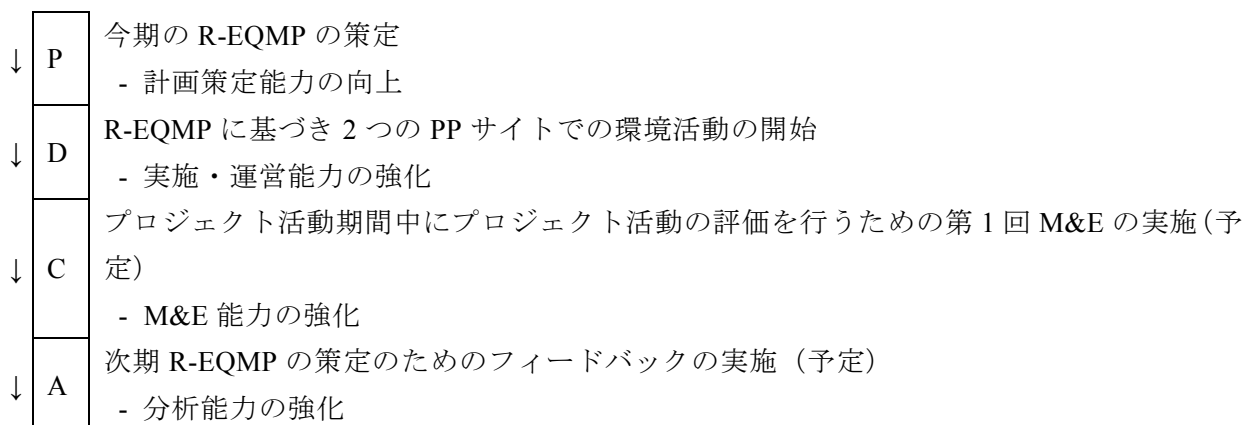 ↓ P 今期の R-EQMP の策定
- 計画策定能力の向上
↓ D R-EQMP に基づき 2 つの PP サイトでの環境活動の開始
- 実施・運営能力の強化
プロジェクト活動期間中にプロジェクト活動の評価を行うための第 1 回 M&E の実施（予
↓ C 定）
- M&E 能力の強化
↓ A 次期 R-EQMP の策定のためのフィードバックの実施（予定）
- 分析能力の強化